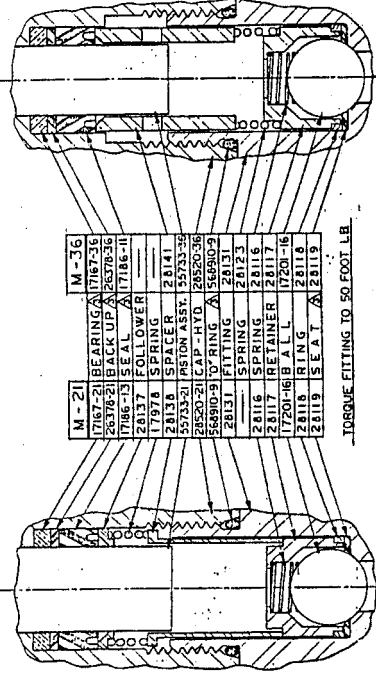 M-21 M-36
17167-21 BEARING 17167-36
26378-21 BACK UP 26378-36
17186-13 SEAL 17186-11
28137 FOLLOWER —
17978 SPRING —
28138 SPACER 28141
55733-21 PISTON ASSY. 55733-36
28520-21 CAP-HYD 28520-36
568910-9 "O" RING 568910-9
28131 FITTING 28131
— SPRING 28123
28116 SPRING 28116
28117 RETAINER 28117
17201-16 BALL 17201-16
28118 RING 28118
28119 SEAT 28119
TORQUE FITTING TO 50 FOOT LB.